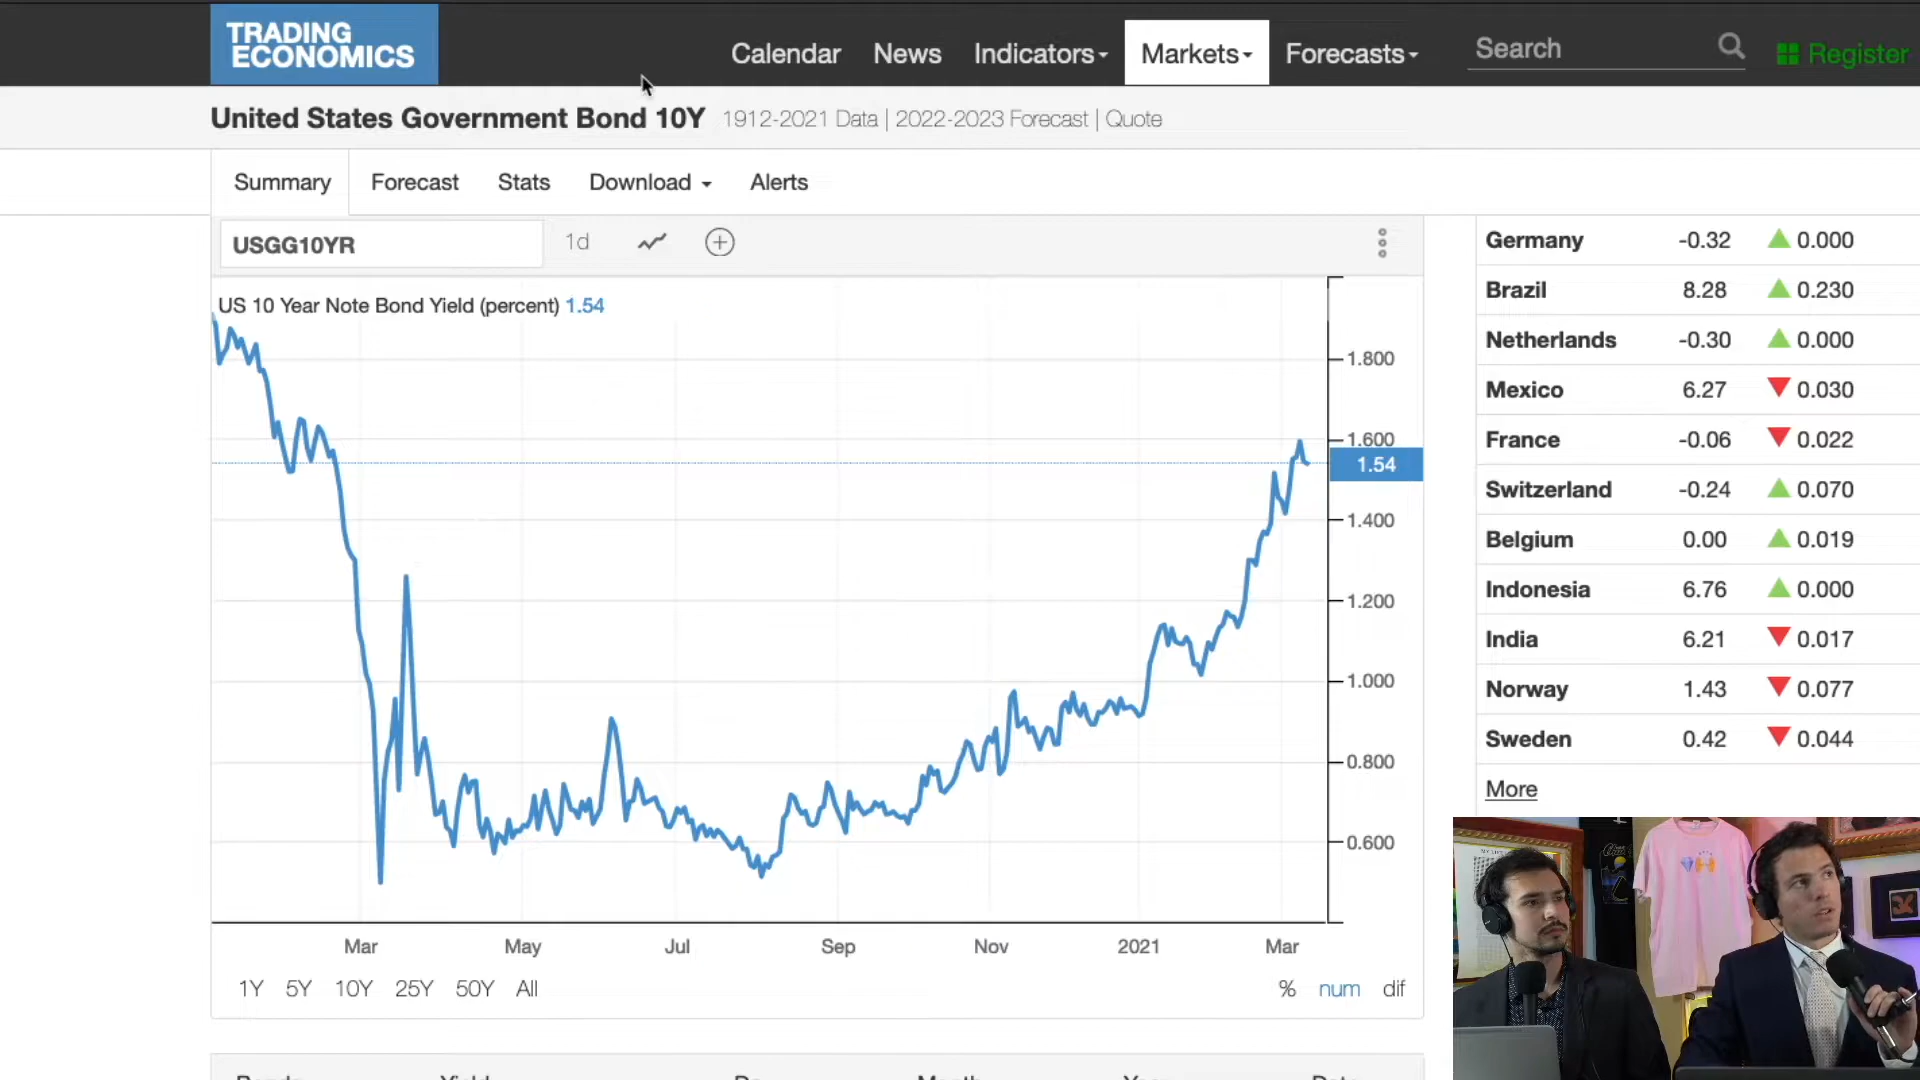 TRADING
ECONOMICS
Calendar News Indicators Markets Forecasts Search Register
United States Government Bond 10Y 1912-2021 Data | 2022-2023 Forecast | Quote
Summary Forecast Stats Download Alerts
USGG10YR 1d
US 10 Year Note Bond Yield (percent) 1.54
1.800
1.600
1.54
1.400
1.200
1.000
0.800
0.600
Mar May Jul Sep Nov 2021 Mar
1Y 5Y 10Y 25Y 50Y All % num dif
Germany -0.32 0.000
Brazil 8.28 0.230
Netherlands -0.30 0.000
Mexico 6.27 0.030
France -0.06 0.022
Switzerland -0.24 0.070
Belgium 0.00 0.019
Indonesia 6.76 0.000
India 6.21 0.017
Norway 1.43 0.077
Sweden 0.42 0.044
More